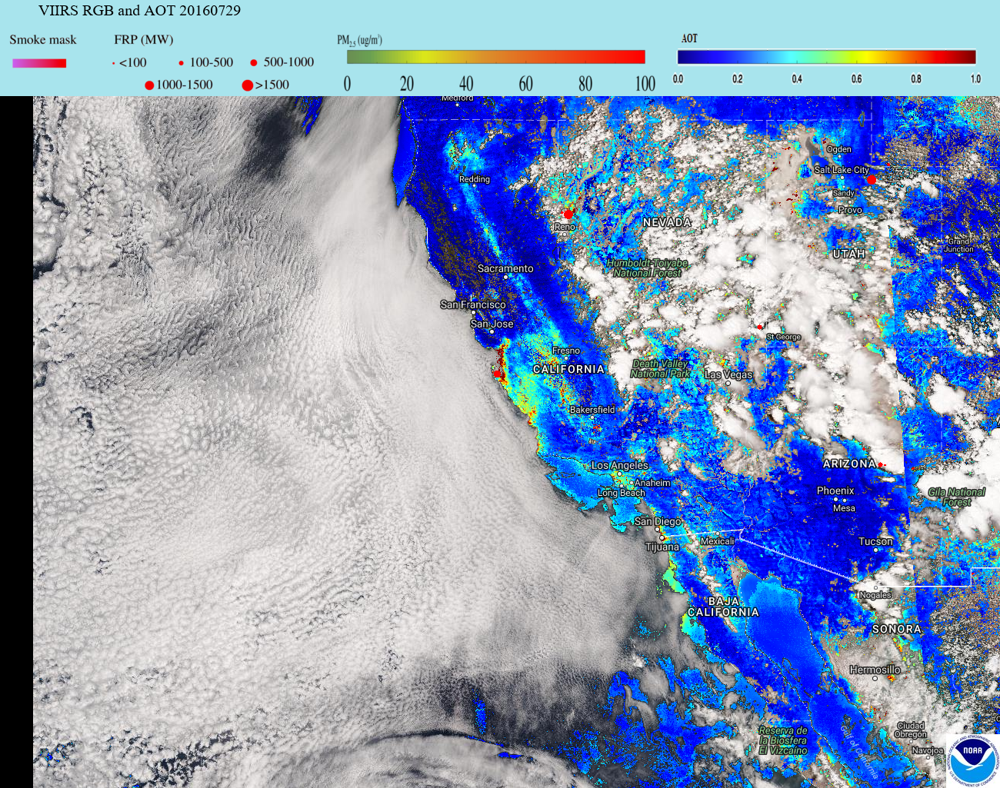 VIIRS RGB and AOT 20160729
Smoke mask
FRP (MW)
PM2.5 (ug/m³)
AOT
<100
100-500
500-1000
1000-1500
>1500
0 20 40 60 80 100
0.0 0.2 0.4 0.6 0.8 1.0
Medford
Ogden
Salt Lake City
Redding
Sandy
Provo
NEVADA
Reno
Grand
Junction
UTAH
Humboldt-Toiyabe
National Forest
Sacramento
San Francisco
San Jose
St George
Fresno
CALIFORNIA
Death Valley
National Park
Las Vegas
Bakersfield
Los Angeles
ARIZONA
Anaheim
Long Beach
Phoenix
Mesa
Gila National
Forest
San Diego
Tijuana
Mexicali
Tucson
Nogales
BAJA
CALIFORNIA
SONORA
Hermosillo
Reserva de
la Biosfera
El Vizcaíno
Gulf of California
Ciudad
Obregón
Navojoa
NOAA